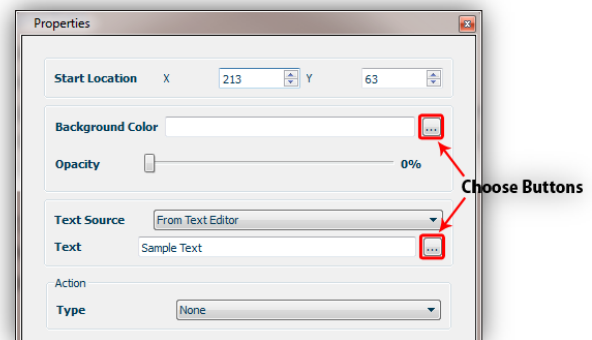 Properties
Start Location X 213 Y 63
Background Color ...
Opacity 0%
Choose Buttons
Text Source From Text Editor
Text Sample Text ...
Action
Type None